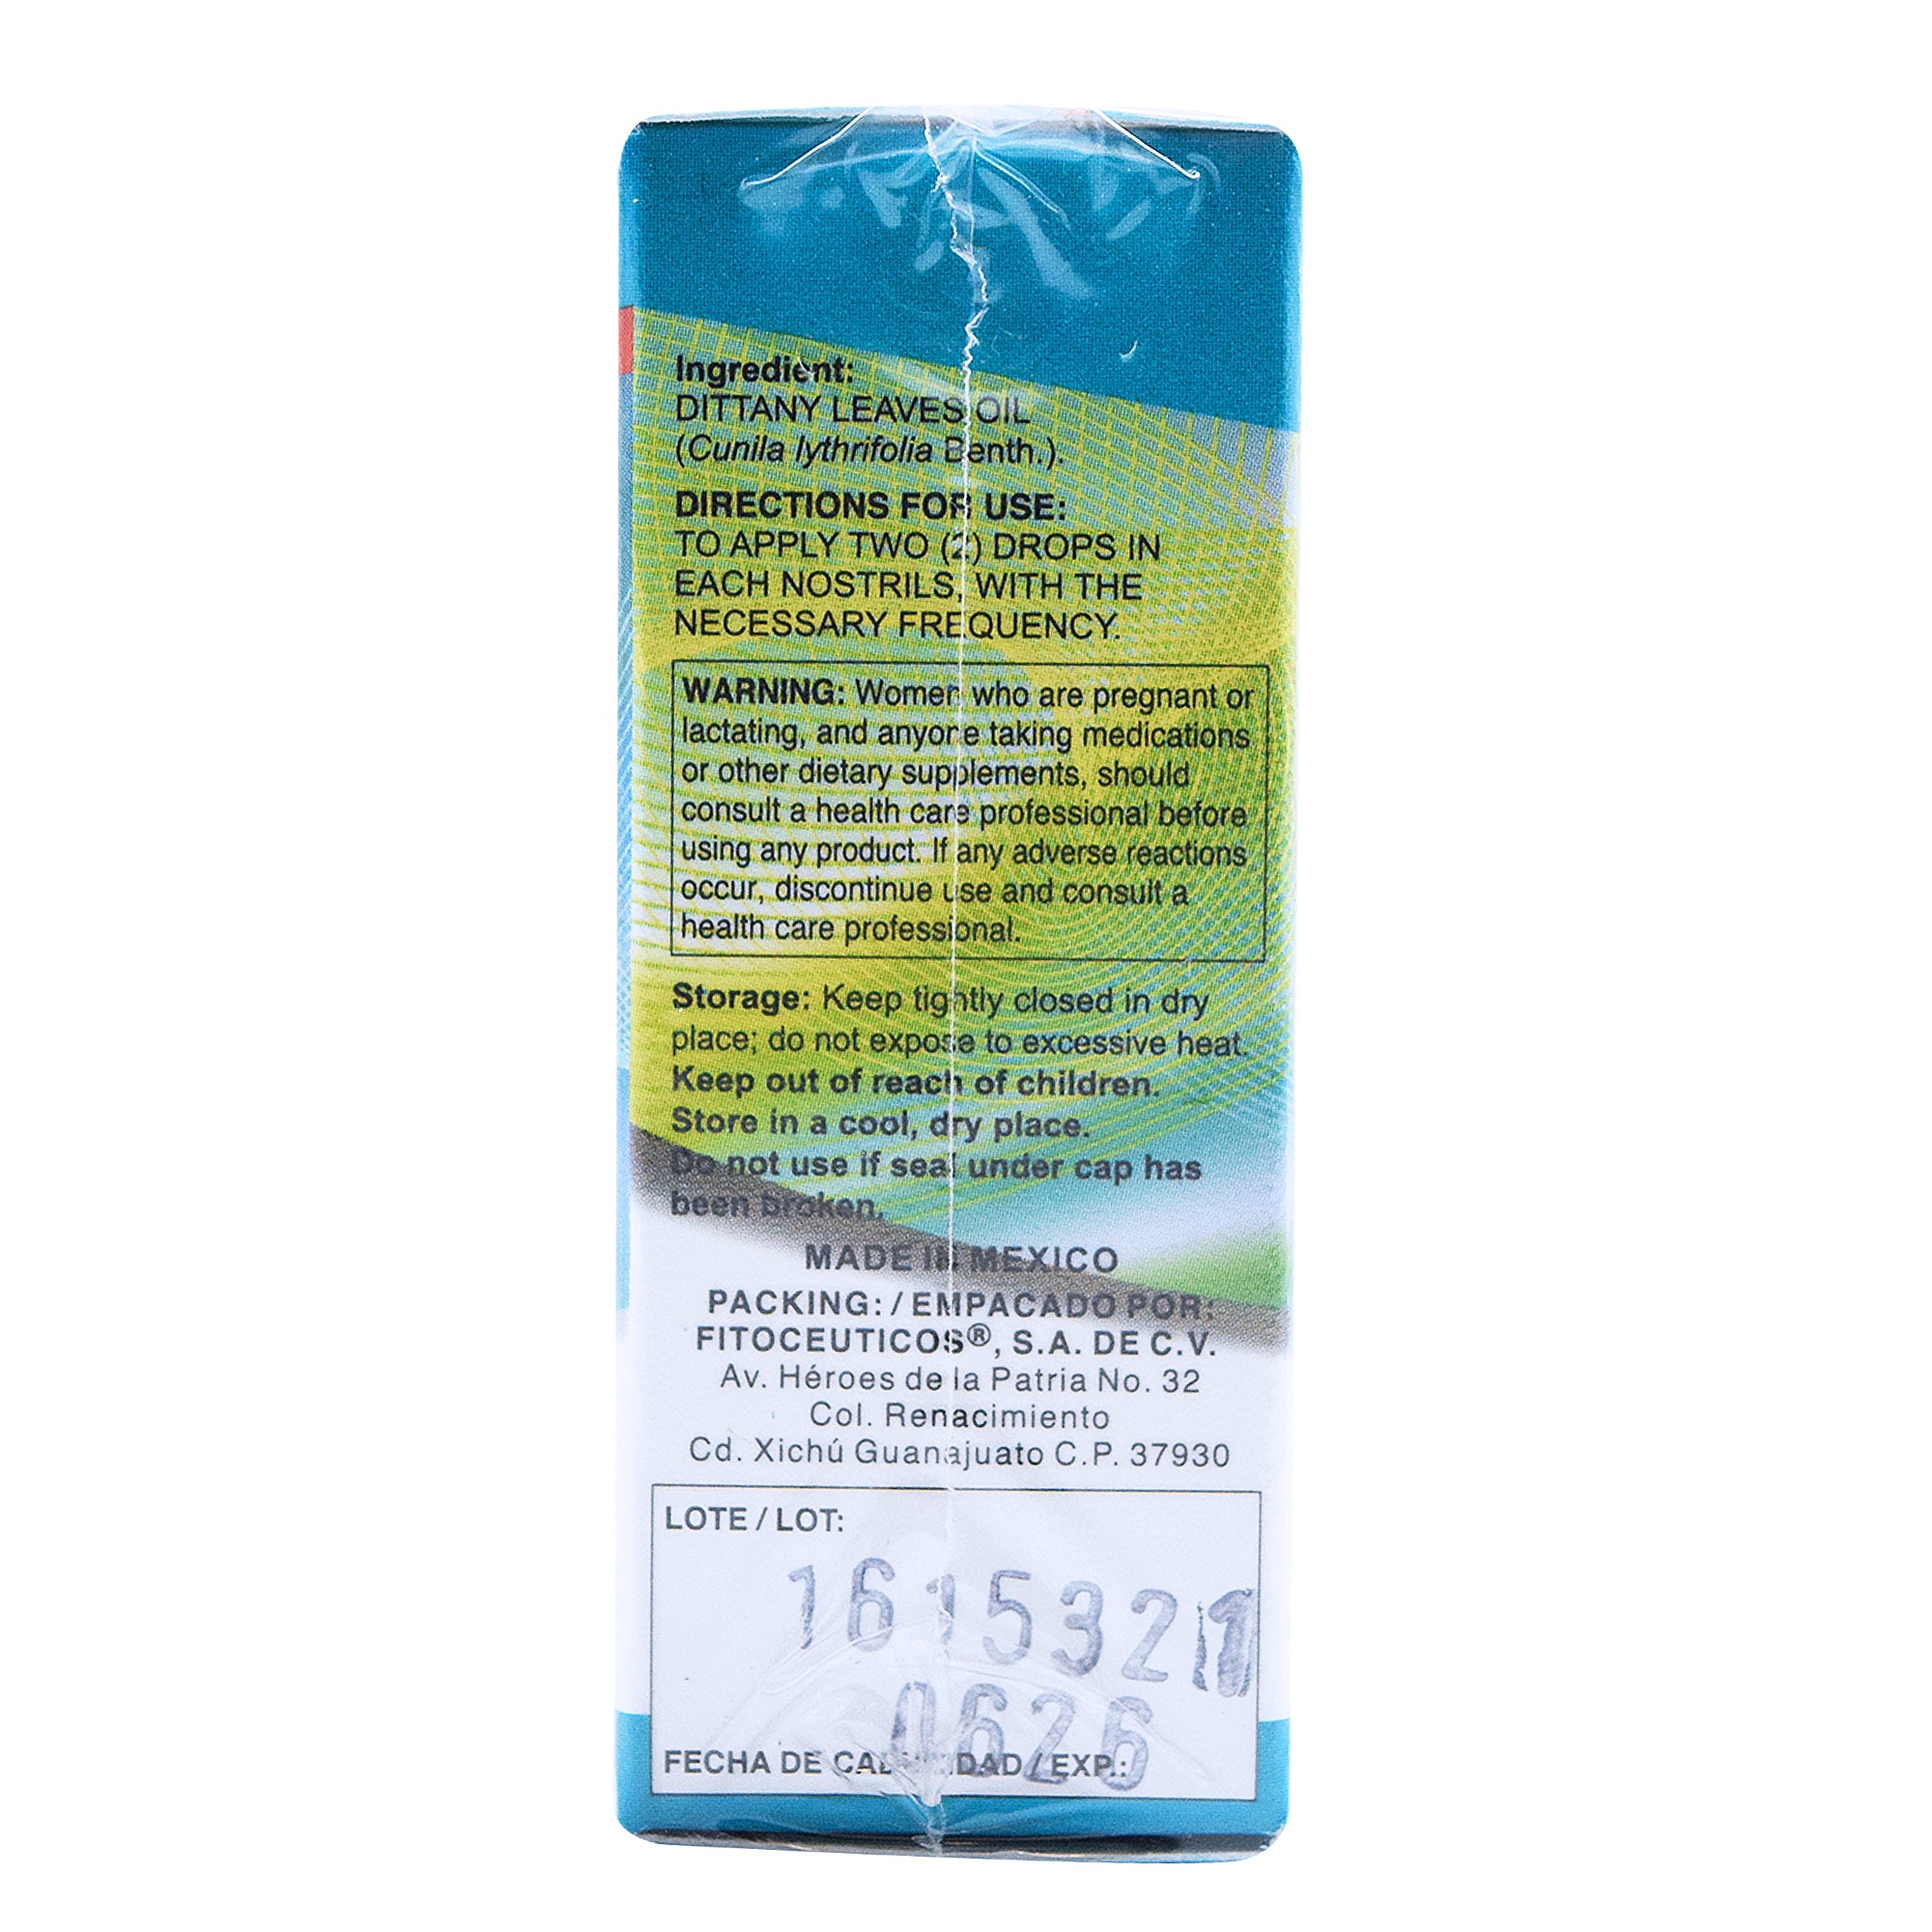 Ingredient:
DITTANY LEAVES OIL
(Cunila lythrifolia Benth.).
DIRECTIONS FOR USE:
TO APPLY TWO (2) DROPS IN
EACH NOSTRILS, WITH THE
NECESSARY FREQUENCY.
WARNING: Women who are pregnant or
lactating, and anyone taking medications
or other dietary supplements, should
consult a health care professional before
using any product. If any adverse reactions
occur, discontinue use and consult a
health care professional.
Storage: Keep tightly closed in dry
place; do not expose to excessive heat.
Keep out of reach of children.
Store in a cool, dry place.
Do not use if seal under cap has
been broken.
MADE IN MEXICO
PACKING: / EMPACADO POR:
FITOCEUTICOS®, S.A. DE C.V.
Av. Héroes de la Patria No. 32
Col. Renacimiento
Cd. Xichú Guanajuato C.P. 37930
LOTE / LOT:
0626
FECHA DE CADUCIDAD / EXP.: